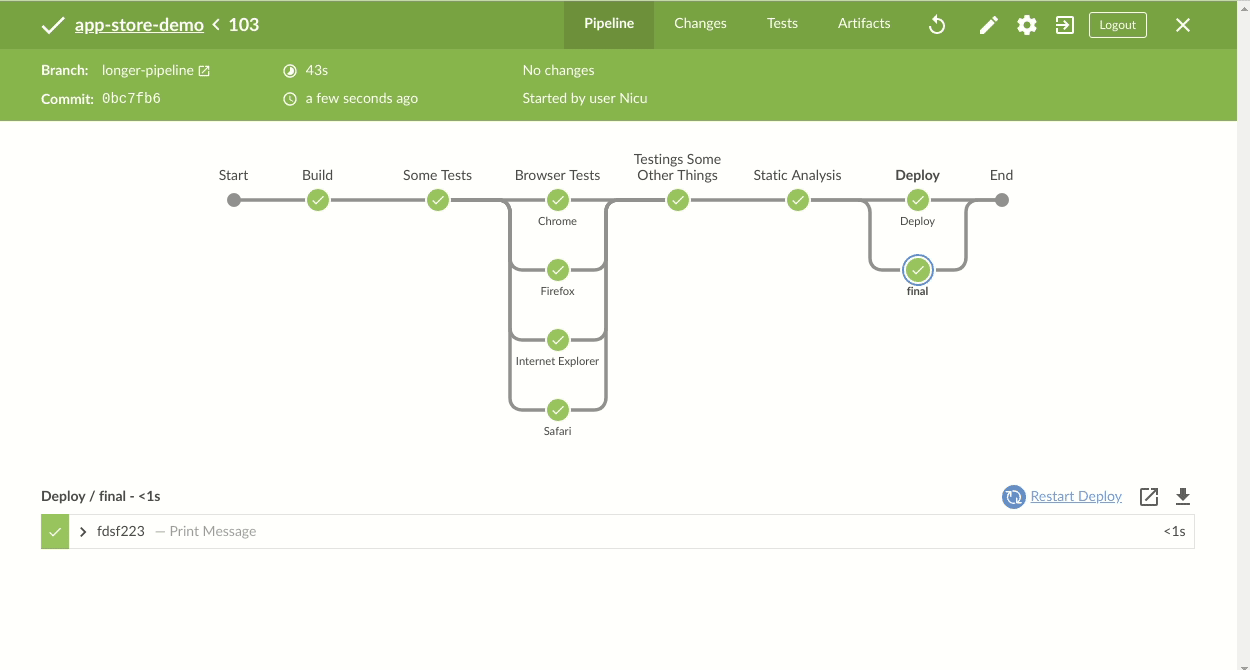 app-store-demo < 103
Pipeline
Changes
Tests
Artifacts
Logout
Branch: longer-pipeline
43s
No changes
Commit: 0bc7fb6
a few seconds ago
Started by user Nicu
Start
Build
Some Tests
Browser Tests
Testings Some
Other Things
Static Analysis
Deploy
End
Chrome
Deploy
Firefox
final
Internet Explorer
Safari
Deploy / final - <1s
Restart Deploy
fdsf223 — Print Message
<1s